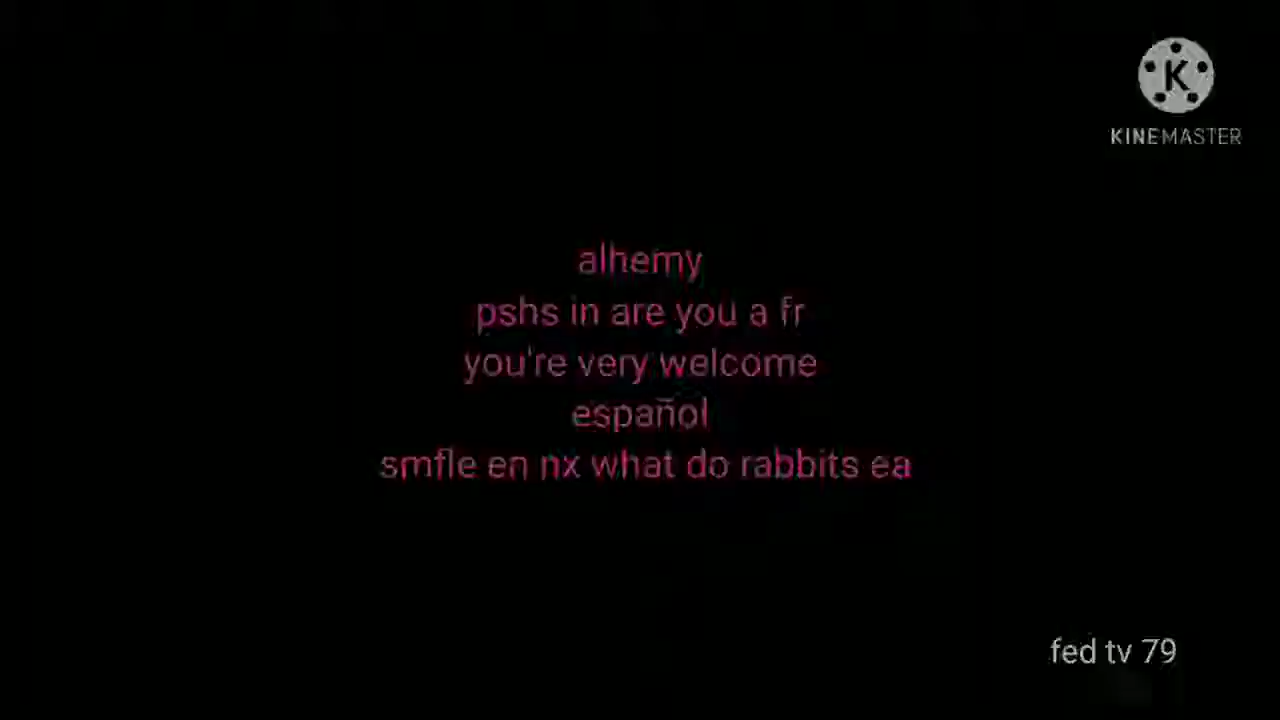 K
KINEMASTER
alhemy
pshs in are you a fr
you're very welcome
español
smfle en nx what do rabbits ea
fed tv 79